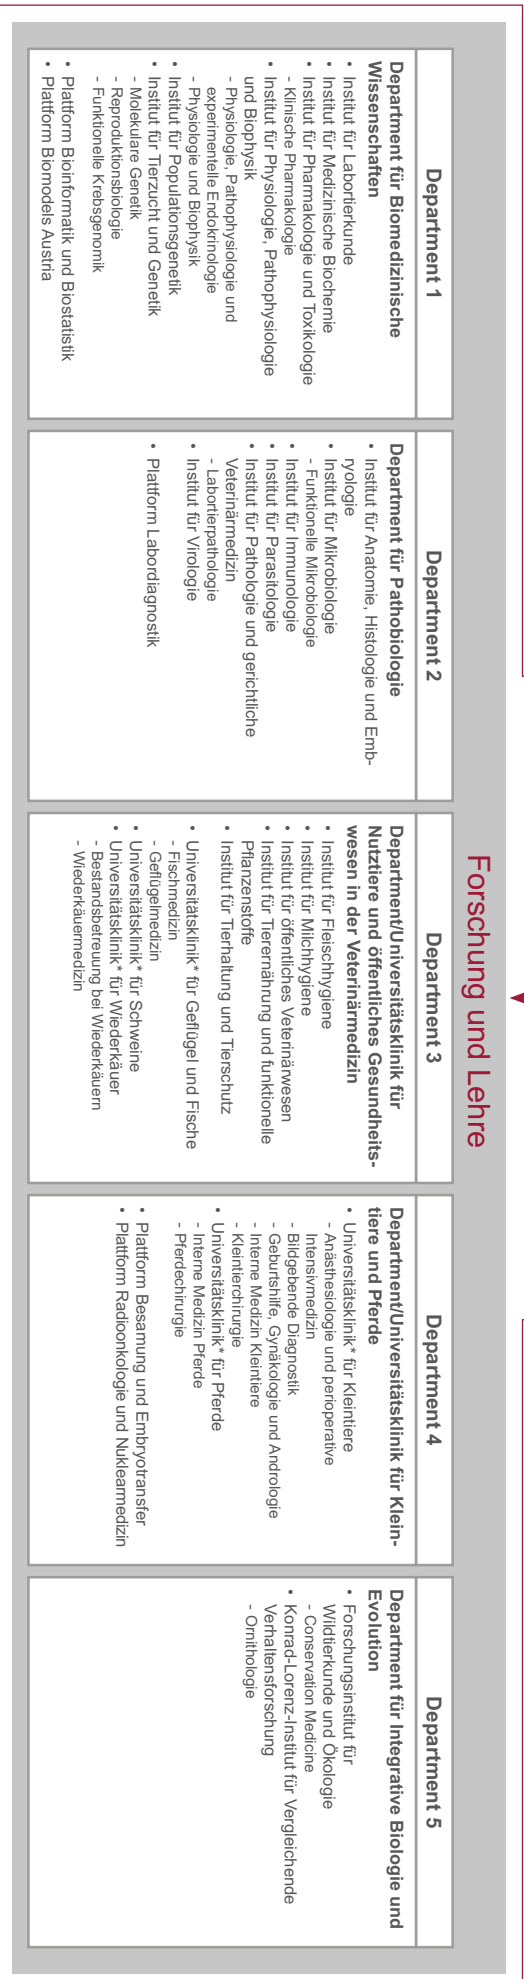 Forschung und Lehre
Department 1
Department für Biomedizinische
Wissenschaften
• Institut für Labortierkunde
• Institut für Medizinische Biochemie
• Institut für Pharmakologie und Toxikologie
- Klinische Pharmakologie
• Institut für Physiologie, Pathophysiologie
und Biophysik
- Physiologie, Pathophysiologie und
experimentelle Endokrinologie
- Physiologie und Biophysik
• Institut für Populationsgenetik
• Institut für Tierzucht und Genetik
- Molekulare Genetik
- Reproduktionsbiologie
- Funktionelle Krebsgenomik
• Plattform Bioinformatik und Biostatistik
• Plattform Biomodels Austria
Department 2
Department für Pathobiologie
• Institut für Anatomie, Histologie und Emb-
ryologie
• Institut für Mikrobiologie
- Funktionelle Mikrobiologie
• Institut für Immunologie
• Institut für Parasitologie
• Institut für Pathologie und gerichtliche
Veterinärmedizin
- Labortierpathologie
• Institut für Virologie
• Plattform Labordiagnostik
Department 3
Department/Universitätsklinik für
Nutztiere und öffentliches Gesundheits-
wesen in der Veterinärmedizin
• Institut für Fleischhygiene
• Institut für Milchhygiene
• Institut für öffentliches Veterinärwesen
• Institut für Tierernährung und funktionelle
Pflanzenstoffe
• Institut für Tierhaltung und Tierschutz
• Universitätsklinik* für Geflügel und Fische
- Fischmedizin
- Geflügelmedizin
• Universitätsklinik* für Schweine
• Universitätsklinik* für Wiederkäuer
- Bestandsbetreuung bei Wiederkäuern
- Wiederkäuermedizin
Department 4
Department/Universitätsklinik für Klein-
tiere und Pferde
• Universitätsklinik* für Kleintiere
- Anästhesiologie und perioperative
Intensivmedizin
- Bildgebende Diagnostik
- Geburtshilfe, Gynäkologie und Andrologie
- Interne Medizin Kleintiere
- Kleintierchirurgie
• Universitätsklinik* für Pferde
- Interne Medizin Pferde
- Pferdechirurgie
• Plattform Besamung und Embryotransfer
• Plattform Radioonkologie und Nuklearmedizin
Department 5
Department für Integrative Biologie und
Evolution
• Forschungsinstitut für
Wildtierkunde und Ökologie
- Conservation Medicine
• Konrad-Lorenz-Institut für Vergleichende
Verhaltensforschung
- Ornithologie